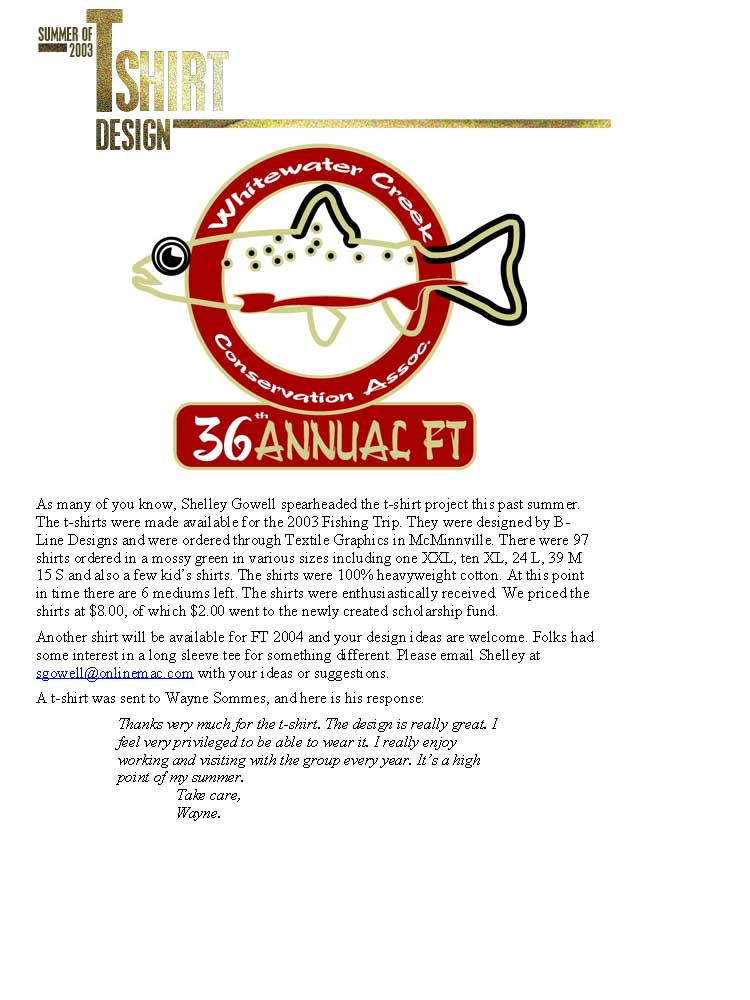 SUMMER OF
2003
TSHIRT
DESIGN
Whitewater Creek
Conservation Assoc.
36th ANNUAL FT
As many of you know, Shelley Gowell spearheaded the t-shirt project this past summer.
The t-shirts were made available for the 2003 Fishing Trip. They were designed by B-
Line Designs and were ordered through Textile Graphics in McMinnville. There were 97
shirts ordered in a mossy green in various sizes including one XXL, ten XL, 24 L, 39 M
15 S and also a few kid's shirts. The shirts were 100% heavyweight cotton. At this point
in time there are 6 mediums left. The shirts were enthusiastically received. We priced the
shirts at $8.00, of which $2.00 went to the newly created scholarship fund.
Another shirt will be available for FT 2004 and your design ideas are welcome. Folks had
some interest in a long sleeve tee for something different. Please email Shelley at
sgowell@onlinemac.com with your ideas or suggestions.
A t-shirt was sent to Wayne Sommes, and here is his response:
Thanks very much for the t-shirt. The design is really great. I
feel very privileged to be able to wear it. I really enjoy
working and visiting with the group every year. It's a high
point of my summer.
Take care,
Wayne.